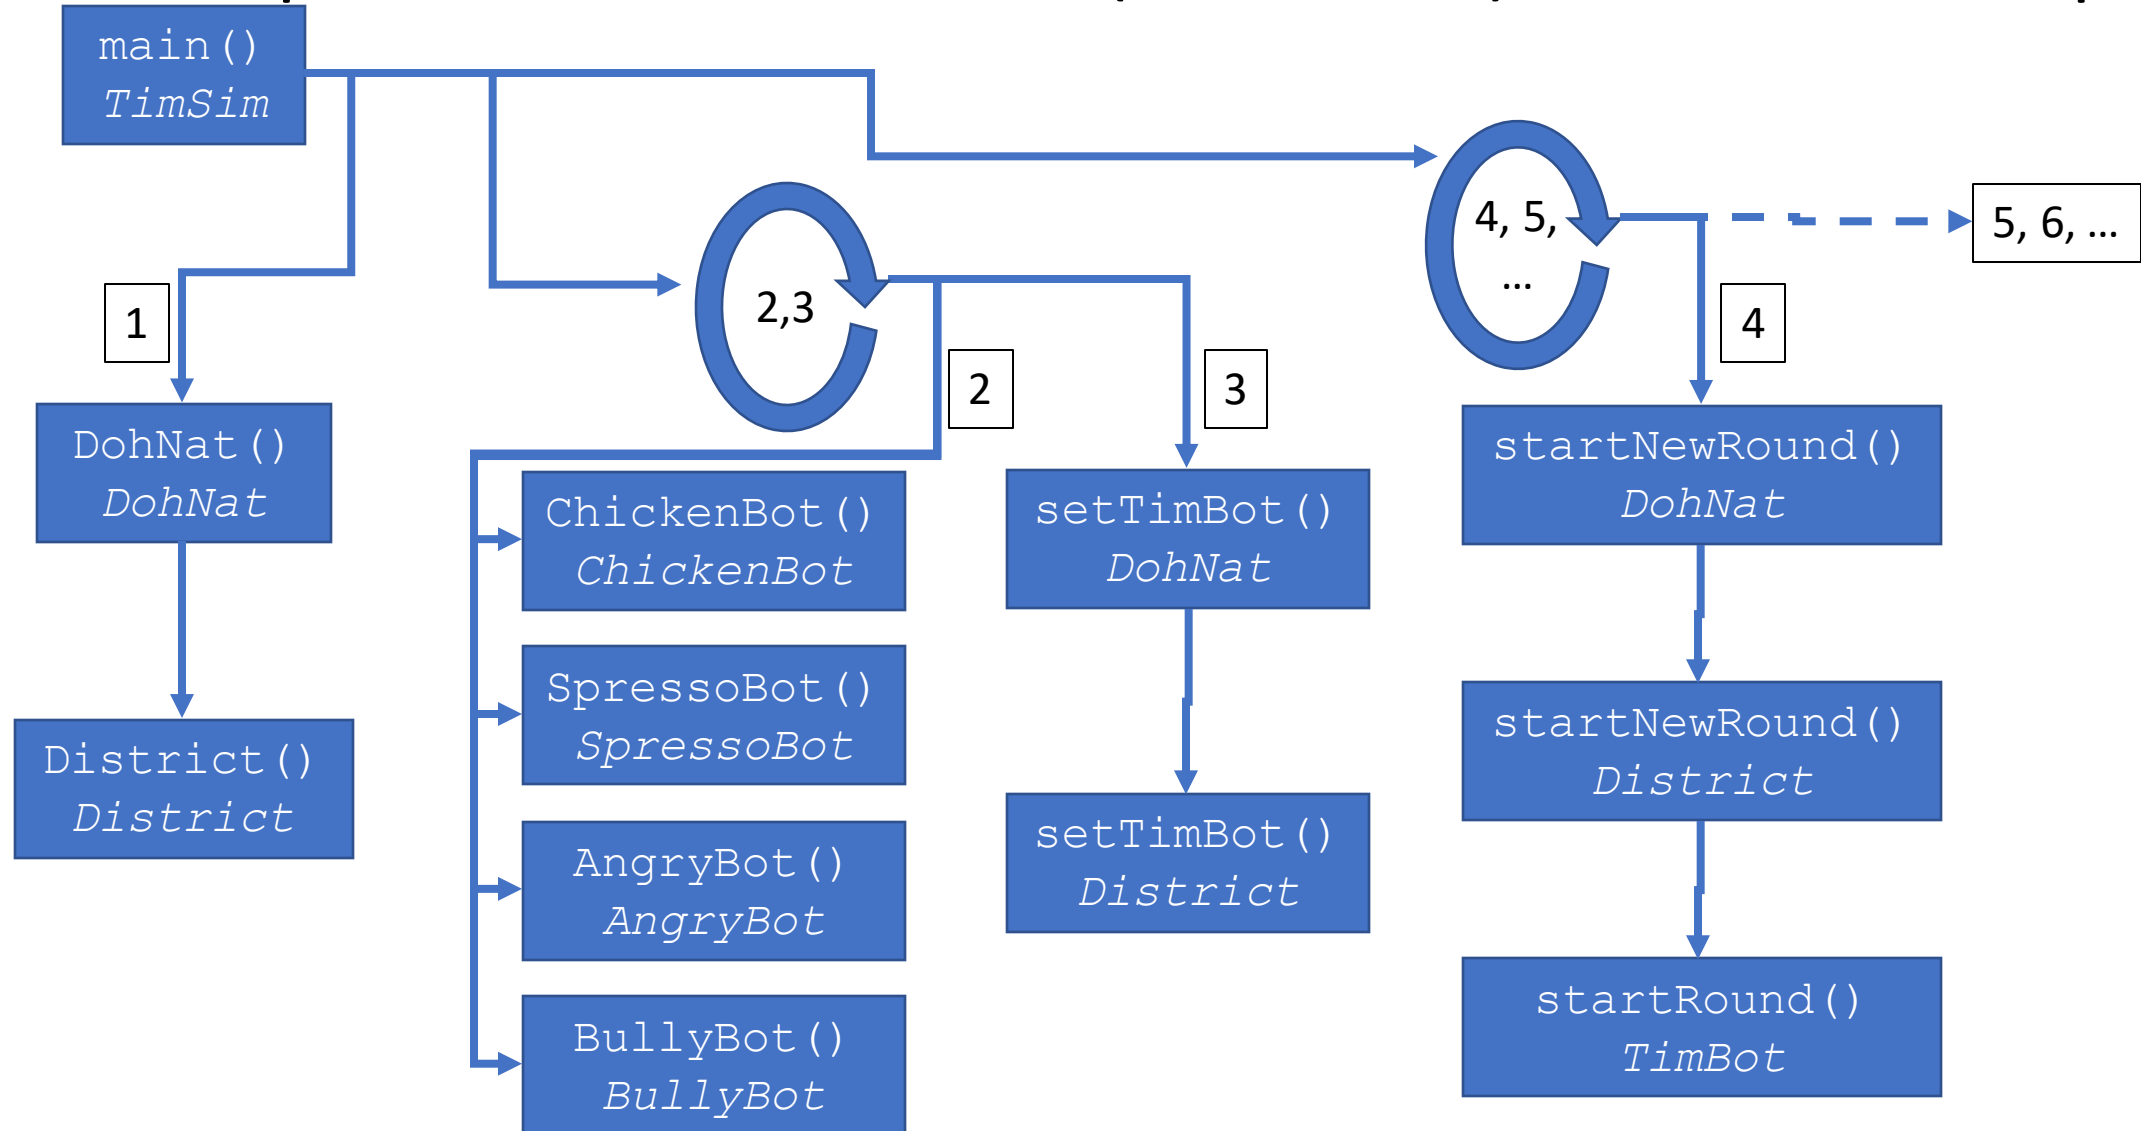 main()
TimSim
1
DohNat()
DohNat
District()
District
2,3
2
ChickenBot()
ChickenBot
SpressoBot()
SpressoBot
AngryBot()
AngryBot
BullyBot()
BullyBot
3
setTimBot()
DohNat
setTimBot()
District
4, 5,
...
4
startNewRound()
DohNat
startNewRound()
District
startRound()
TimBot
5, 6, ...